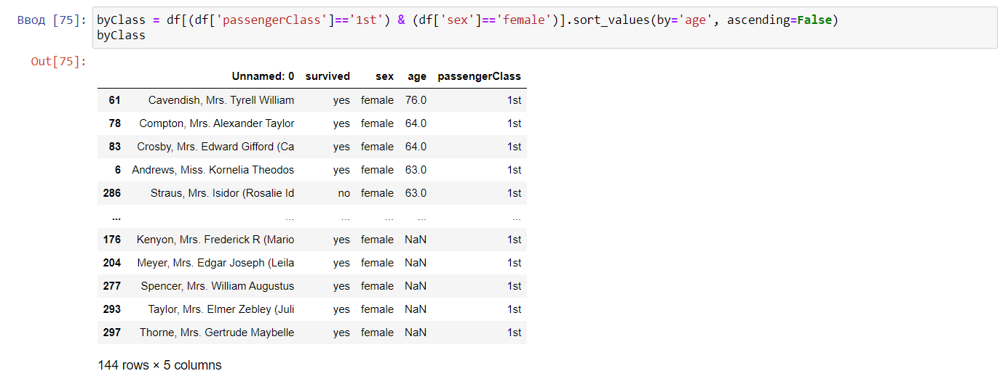 Ввод [75]: byClass = df[(df['passengerClass']=='1st') & (df['sex']=='female')].sort_values(by='age', ascending=False)
byClass
Out[75]:
Unnamed: 0 survived sex age passengerClass
61 Cavendish, Mrs. Tyrell William yes female 76.0 1st
78 Compton, Mrs. Alexander Taylor yes female 64.0 1st
83 Crosby, Mrs. Edward Gifford (Ca yes female 64.0 1st
6 Andrews, Miss. Kornelia Theodos yes female 63.0 1st
286 Straus, Mrs. Isidor (Rosalie Id no female 63.0 1st
... ... ... ... ... ...
176 Kenyon, Mrs. Frederick R (Mario yes female NaN 1st
204 Meyer, Mrs. Edgar Joseph (Leila yes female NaN 1st
277 Spencer, Mrs. William Augustus yes female NaN 1st
293 Taylor, Mrs. Elmer Zebley (Juli yes female NaN 1st
297 Thorne, Mrs. Gertrude Maybelle yes female NaN 1st
144 rows × 5 columns